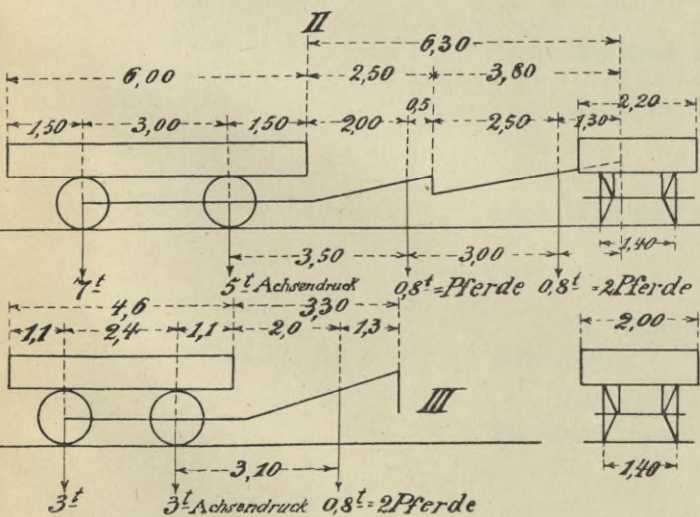 II
6,30
6,00 2,50 3,80
1,50 3,00 1,50 2,00 0,5 2,50 1,30 2,20
3,50 3,00 1,40
7t 5t Achsendruck 0,8t=Pferde 0,8t=2Pferde
4,6 3,30 2,00
1,1 2,4 1,1 2,0 1,3
III
3,10 1,40
3t 3t Achsendruck 0,8t=2Pferde